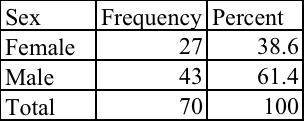 Sex Frequency Percent
Female 27 38.6
Male 43 61.4
Total 70 100